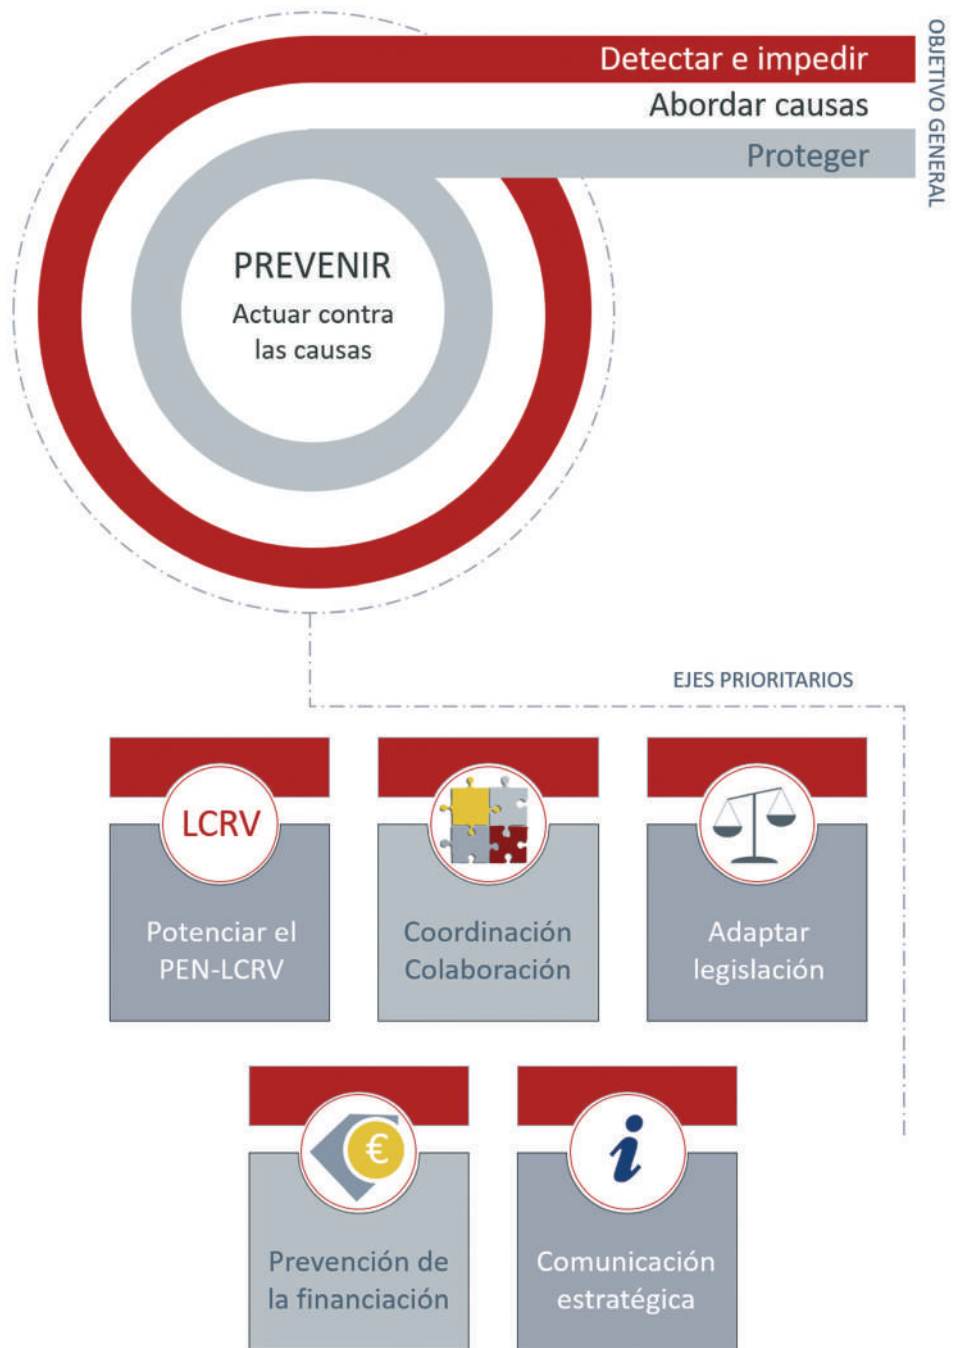 Detectar e impedir
Abordar causas
Proteger
OBJETIVO GENERAL
PREVENIR
Actuar contra
las causas
EJES PRIORITARIOS
LCRV
Potenciar el
PEN-LCRV
Coordinación
Colaboración
Adaptar
legislación
€
Prevención de
la financiación
i
Comunicación
estratégica